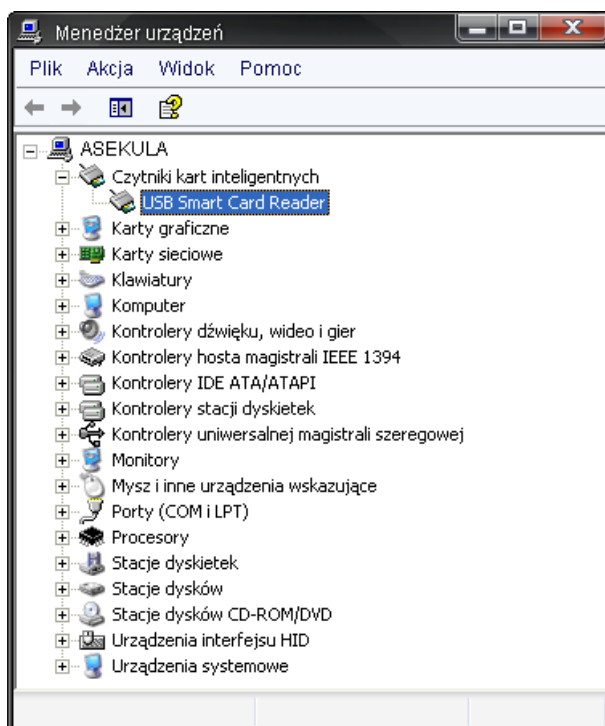 Menedżer urządzeń
Plik Akcja Widok Pomoc
ASEKULA
Czytniki kart inteligentnych
USB Smart Card Reader
Karty graficzne
Karty sieciowe
Klawiatury
Komputer
Kontrolery dźwięku, wideo i gier
Kontrolery hosta magistrali IEEE 1394
Kontrolery IDE ATA/ATAPI
Kontrolery stacji dyskietek
Kontrolery uniwersalnej magistrali szeregowej
Monitory
Mysz i inne urządzenia wskazujące
Porty (COM i LPT)
Procesory
Stacje dyskietek
Stacje dysków
Stacje dysków CD-ROM/DVD
Urządzenia interfejsu HID
Urządzenia systemowe